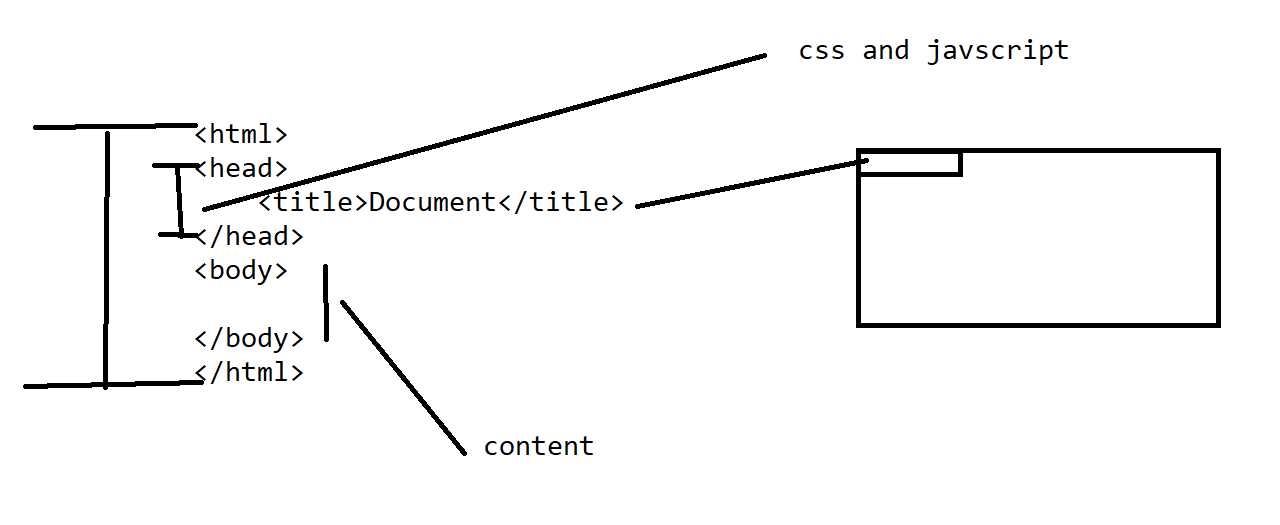 css and javscript
<html>
<head>
<title>Document</title>
</head>
<body>
</body>
</html>
content